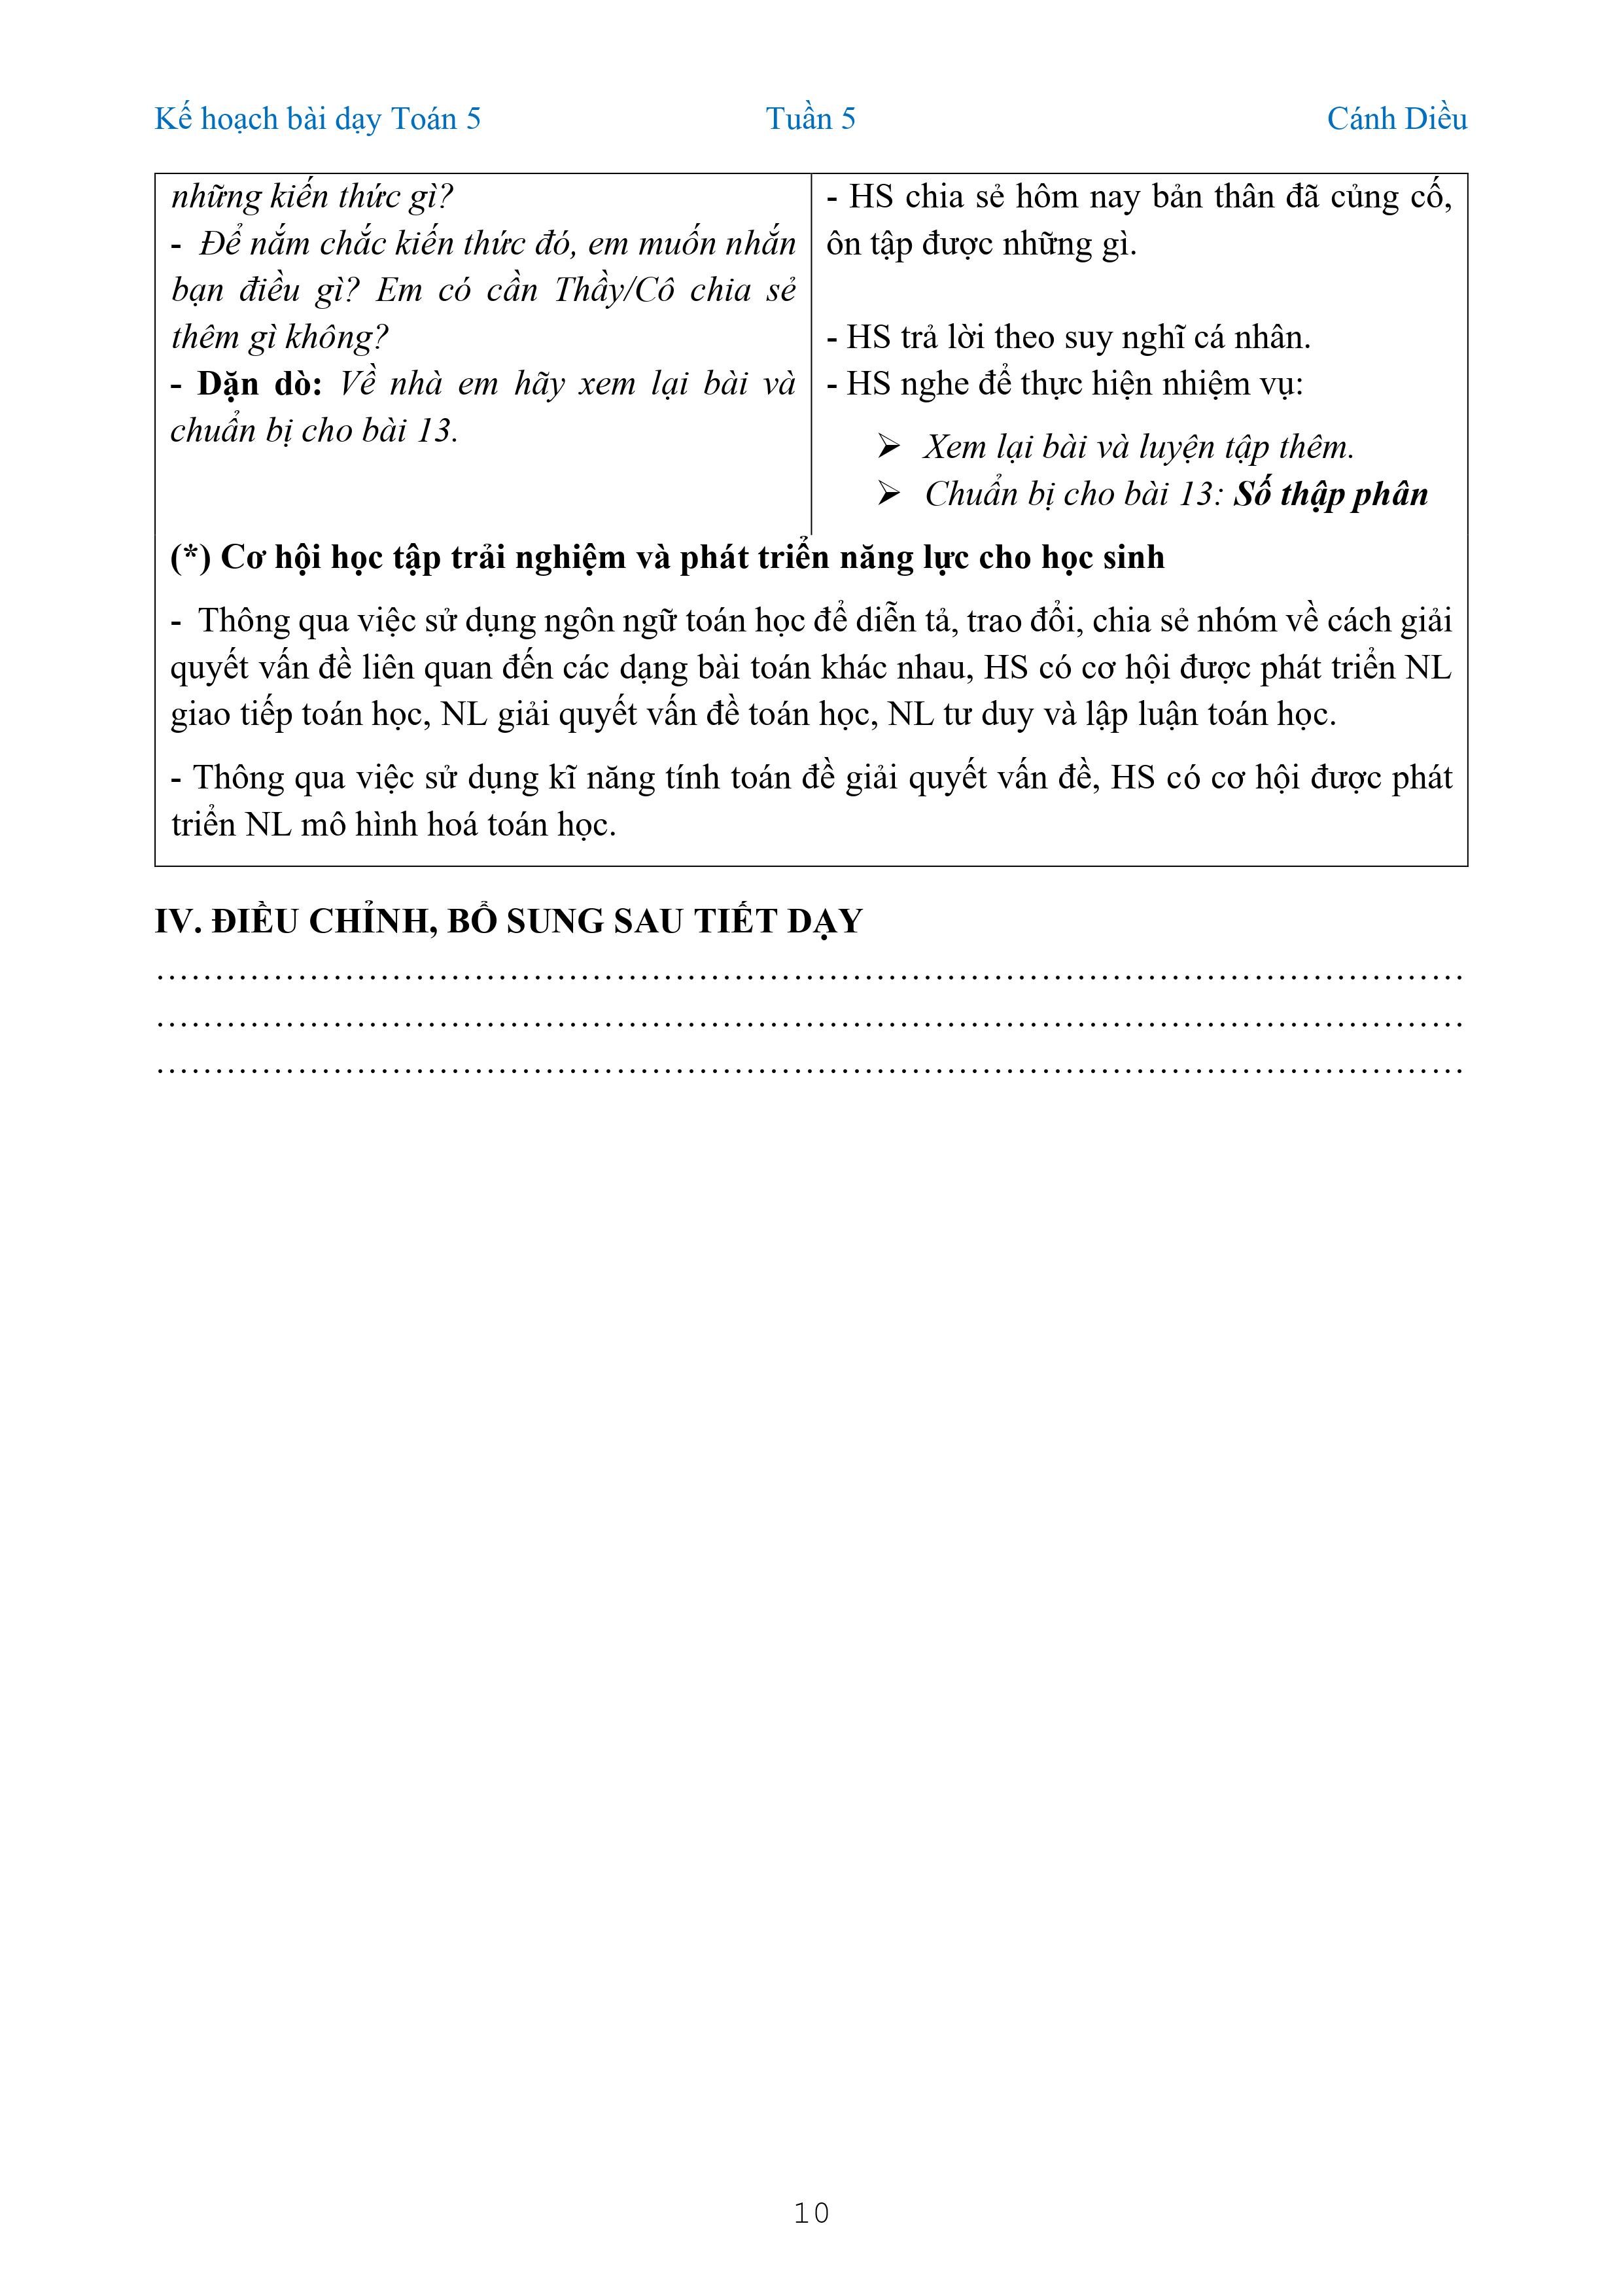 Kế hoạch bài dạy Toán 5 Tuần 5 Cánh Diều
những kiến thức gì?
- Để nắm chắc kiến thức đó, em muốn nhắn
bạn điều gì? Em có cần Thầy/Cô chia sẻ
thêm gì không?
- Dặn dò: Về nhà em hãy xem lại bài và
chuẩn bị cho bài 13.
- HS chia sẻ hôm nay bản thân đã củng cố,
ôn tập được những gì.
- HS trả lời theo suy nghĩ cá nhân.
- HS nghe để thực hiện nhiệm vụ:
➢ Xem lại bài và luyện tập thêm.
➢ Chuẩn bị cho bài 13: Số thập phân
(*) Cơ hội học tập trải nghiệm và phát triển năng lực cho học sinh
- Thông qua việc sử dụng ngôn ngữ toán học để diễn tả, trao đổi, chia sẻ nhóm về cách giải
quyết vấn đề liên quan đến các dạng bài toán khác nhau, HS có cơ hội được phát triển NL
giao tiếp toán học, NL giải quyết vấn đề toán học, NL tư duy và lập luận toán học.
- Thông qua việc sử dụng kĩ năng tính toán đề giải quyết vấn đề, HS có cơ hội được phát
triển NL mô hình hoá toán học.
IV. ĐIỀU CHỈNH, BỔ SUNG SAU TIẾT DẠY
……………………………………………………………………………………………………
……………………………………………………………………………………………………
……………………………………………………………………………………………………
10